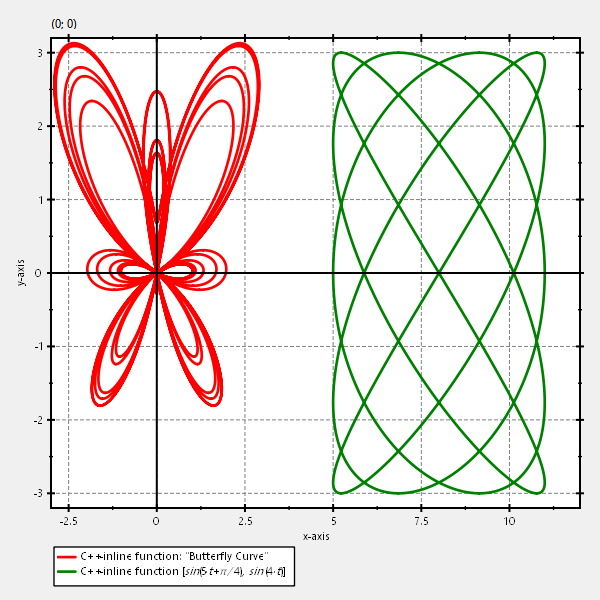 (0; 0)
y-axis
3
2
1
0
-1
-2
-3
-2.5 0 2.5 5 7.5 10
x-axis
C++-inline function: "Butterfly Curve"
C++-inline function [sin(5·t+π/4), sin(4·t)]